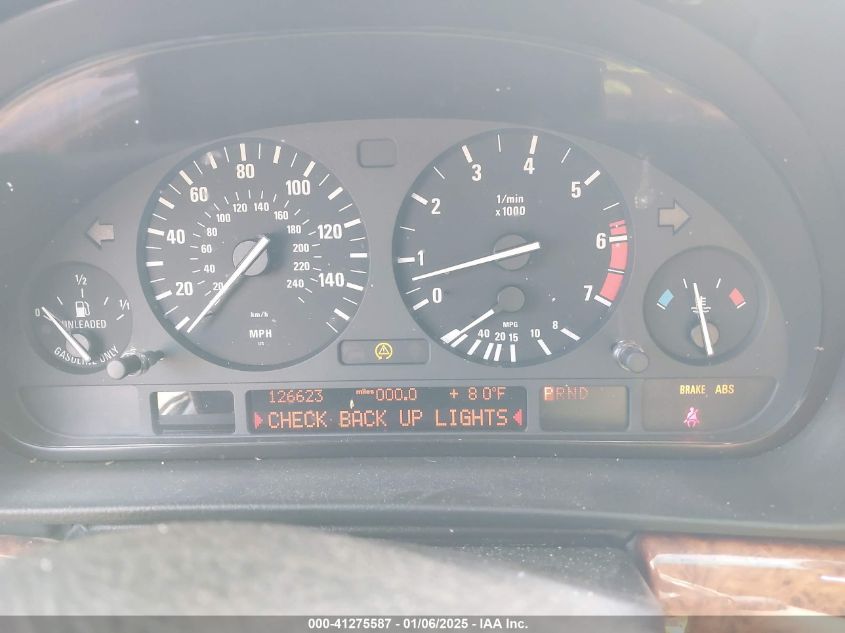 20 40 60 80 100 120 140
20 40 60 80 100 120 140 160 180 200 220 240
km/h
MPH
0 1 2 3 4 5 6 7
1/min
x 1000
MPG
40 20 15 10 8
0 1/2 1/1
UNLEADED
GASOLINE ONLY
126623 miles 000.0 + 80°F
CHECK BACK UP LIGHTS
PRND
BRAKE ABS
000-41275587 - 01/06/2025 - IAA Inc.